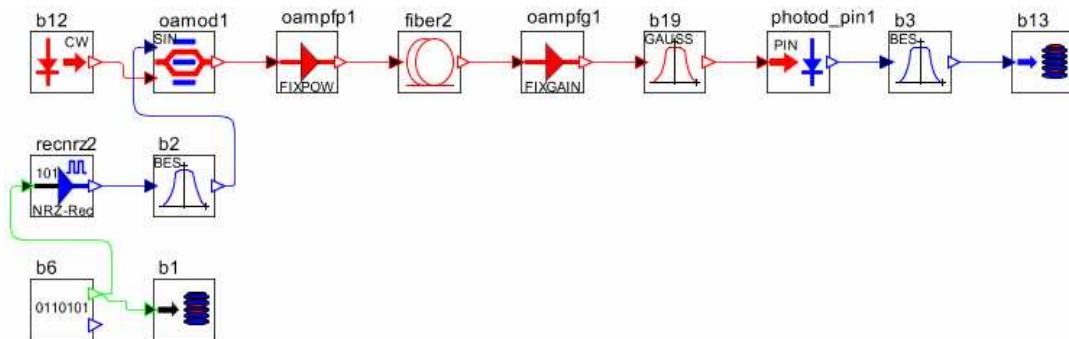 b12
oamod1
oampfp1
fiber2
oampfg1
b19
photod_pin1
b3
b13
CW
SIN
FIXPOW
FIXGAIN
GAUSS
PIN
BES
recnrz2
b2
101
NRZ-Rec
BES
b6
b1
0110101